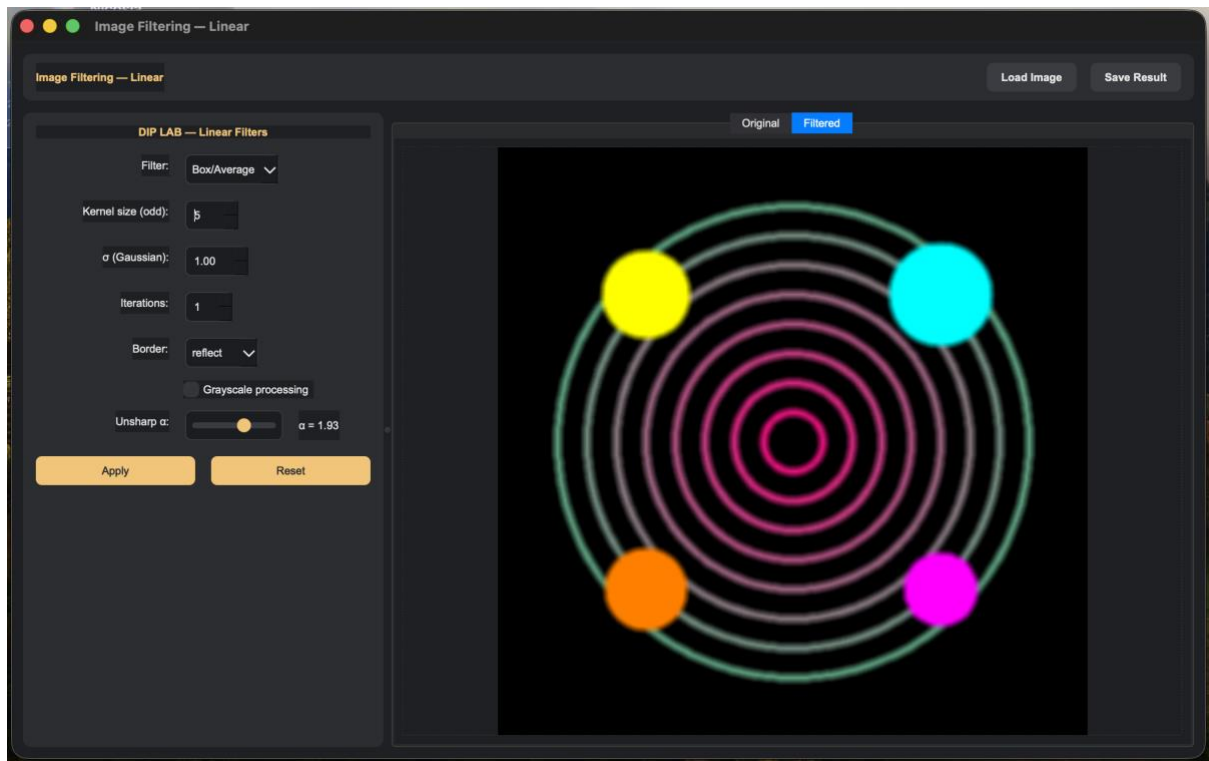 Image Filtering — Linear
Image Filtering — Linear
Load Image
Save Result
DIP LAB — Linear Filters
Original
Filtered
Filter:
Box/Average
Kernel size (odd):
5
σ (Gaussian):
1.00
Iterations:
1
Border:
reflect
Grayscale processing
Unsharp α:
α = 1.93
Apply
Reset